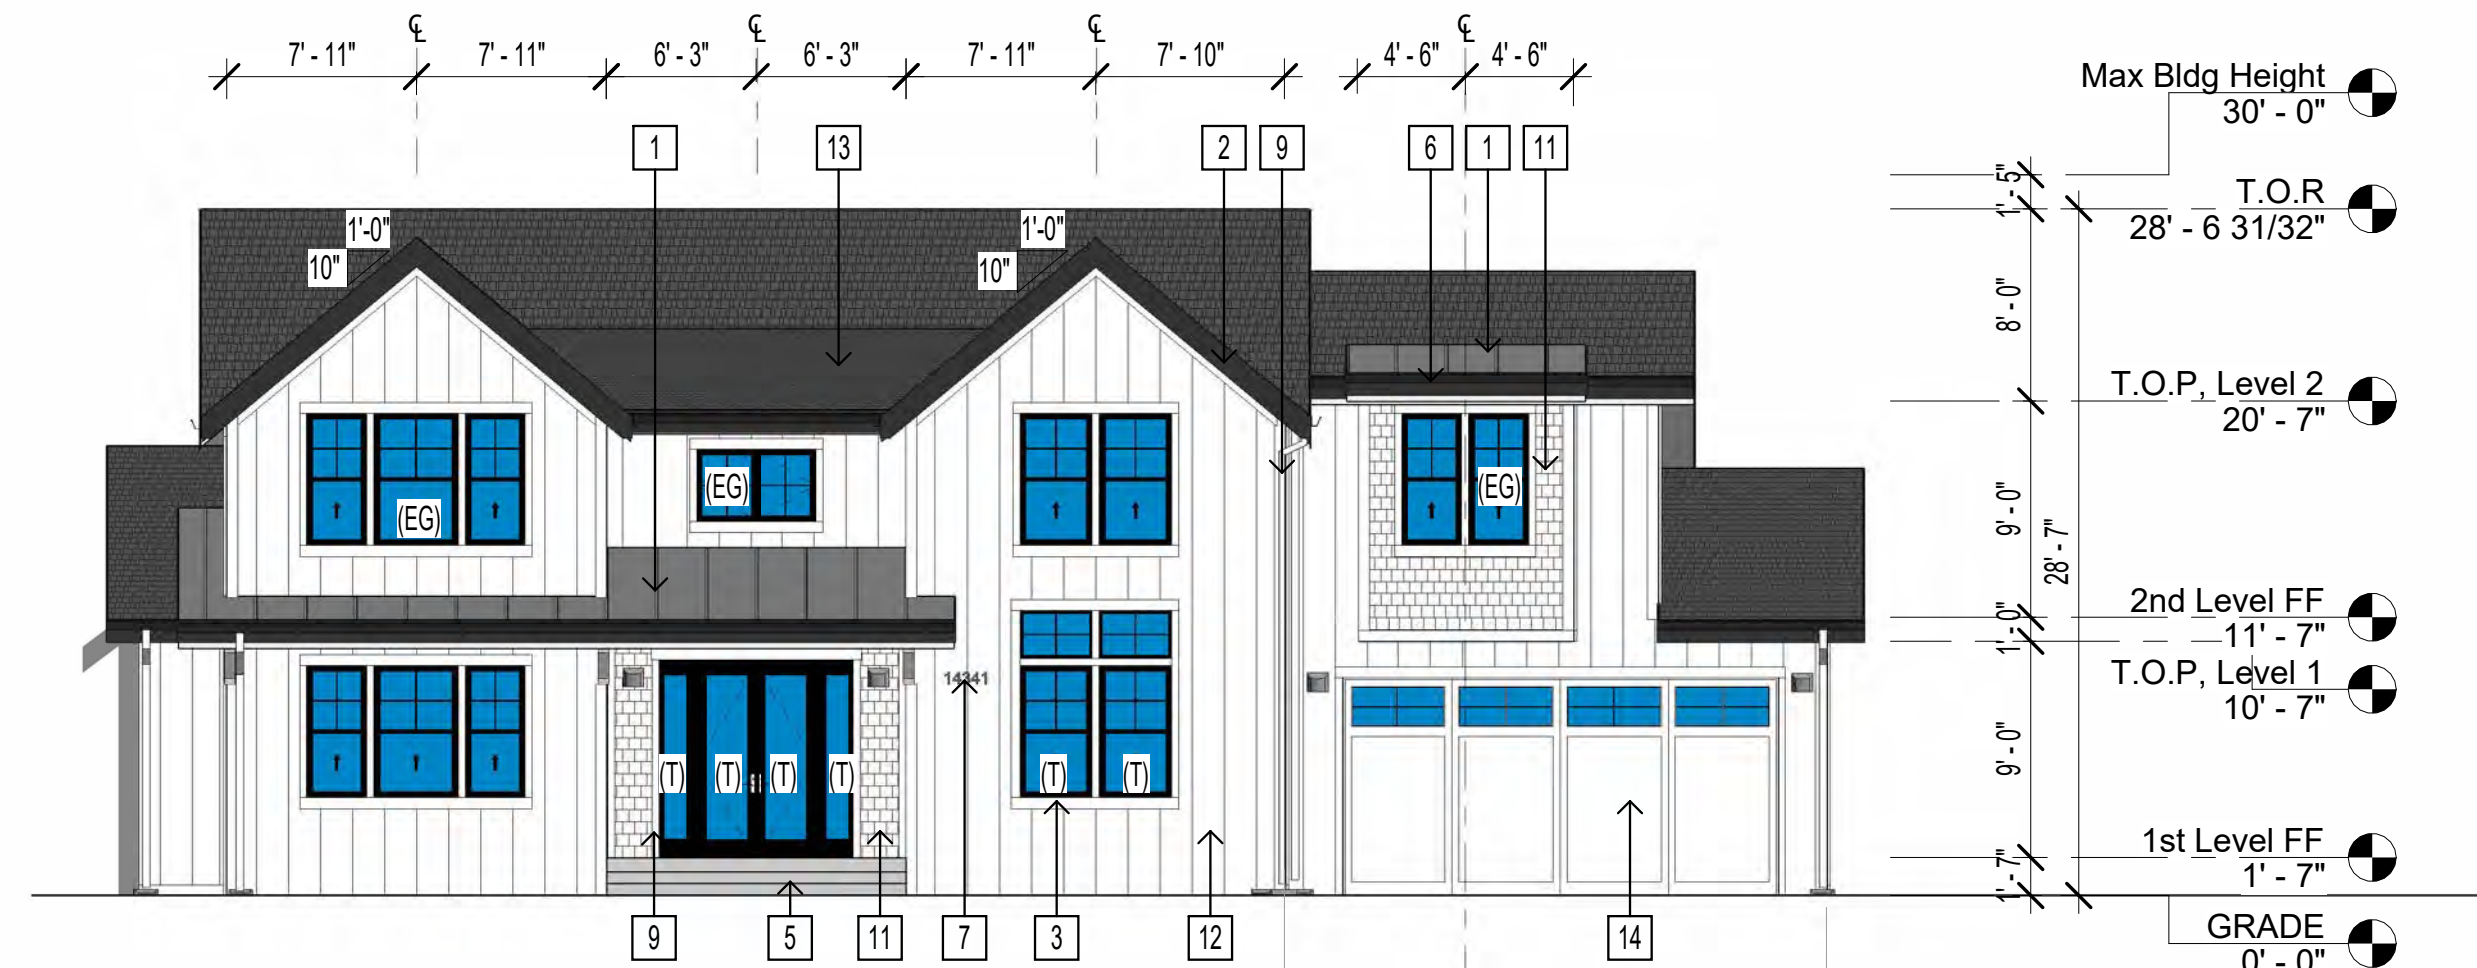 ℄ ℄ ℄ ℄
7' - 11" 7' - 11" 6' - 3" 6' - 3" 7' - 11" 7' - 10" 4' - 6" 4' - 6"
Max Bldg Height
30' - 0"
1 13 2 9 6 1 11
1' - 5"
T.O.R
28' - 6 31/32"
1'-0"
10"
1'-0"
10"
8' - 0"
T.O.P, Level 2
20' - 7"
(EG) (EG) (EG)
9' - 0"
28' - 7"
2nd Level FF
11' - 7"
1' - 0"
T.O.P, Level 1
10' - 7"
14341
(T) (T) (T) (T) (T) (T)
9' - 0"
1st Level FF
1' - 7"
1' - 7"
9 5 11 7 3 12 14
GRADE
0' - 0"